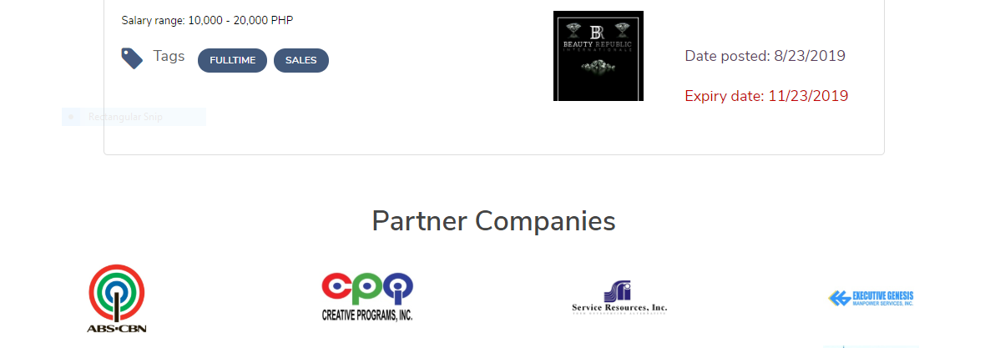 Salary range: 10,000 - 20,000 PHP
Tags
FULLTIME
SALES
BR
BEAUTY REPUBLIC
INTERNATIONALE
Date posted: 8/23/2019
Expiry date: 11/23/2019
Rectangular Snip
Partner Companies
ABS-CBN
cpi
CREATIVE PROGRAMS, INC.
sri
Service Resources, Inc.
EXECUTIVE GENESIS
MANPOWER SERVICES, INC.